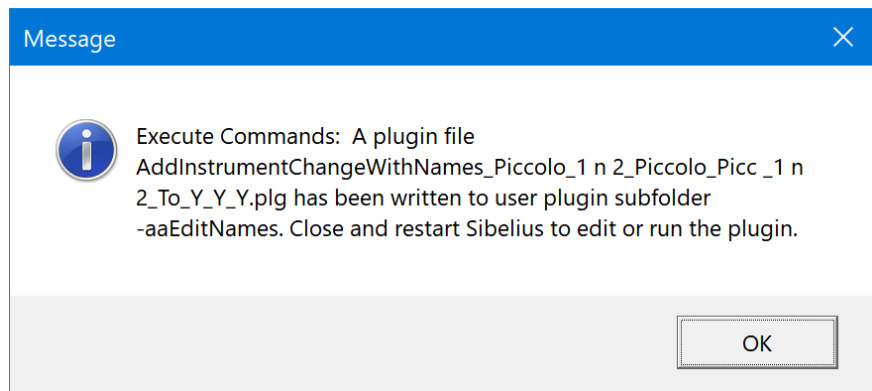 Message
Execute Commands:  A plugin file
AddInstrumentChangeWithNames_Piccolo_1 n 2_Piccolo_Picc _1 n
2_To_Y_Y_Y.plg has been written to user plugin subfolder
-aaEditNames. Close and restart Sibelius to edit or run the plugin.
OK